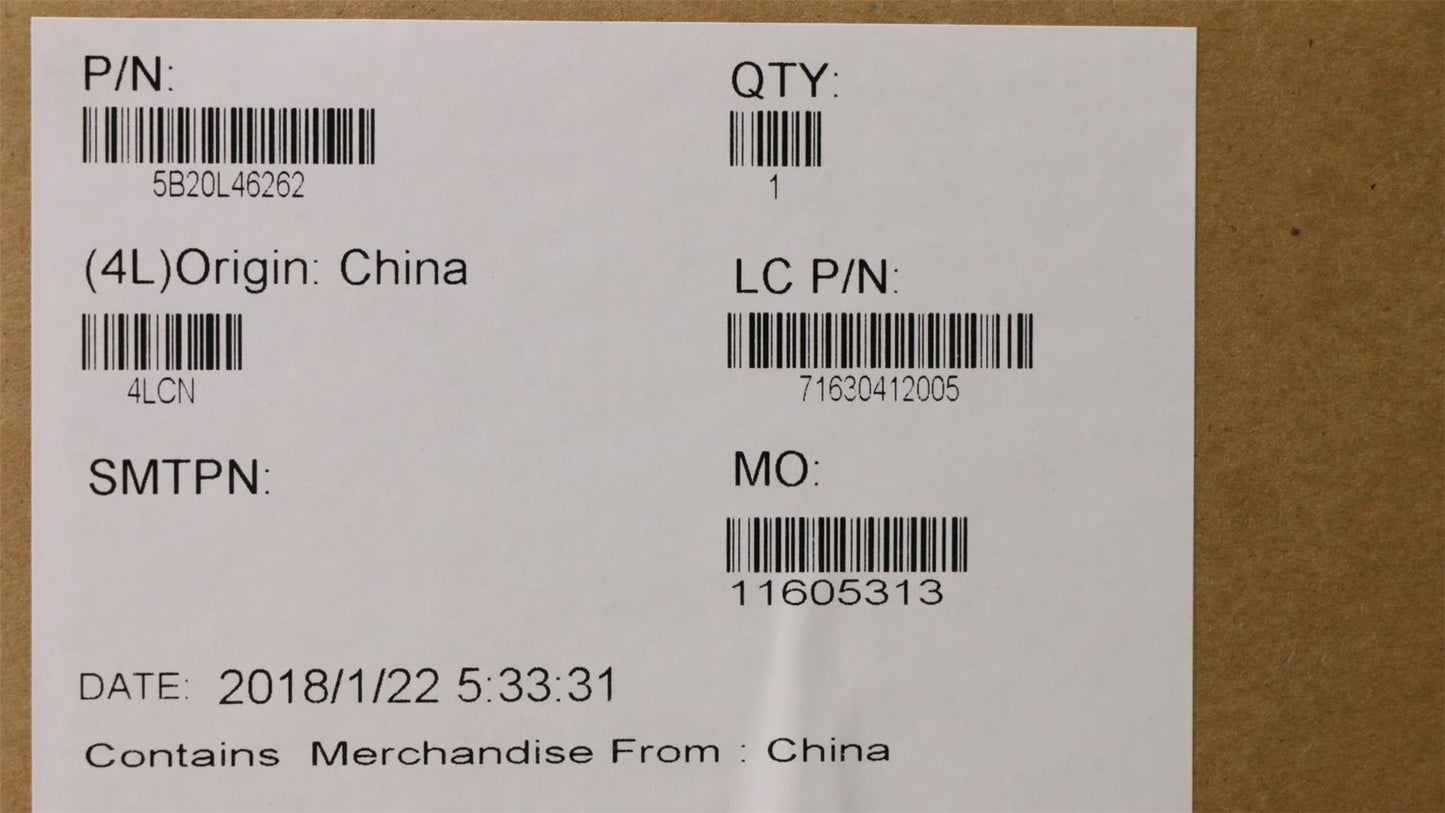 P/N:
5B20L46262
QTY:
1
(4L)Origin: China
4LCN
LC P/N:
71630412005
SMTPN:
MO:
11605313
DATE: 2018/1/22 5:33:31
Contains Merchandise From : China